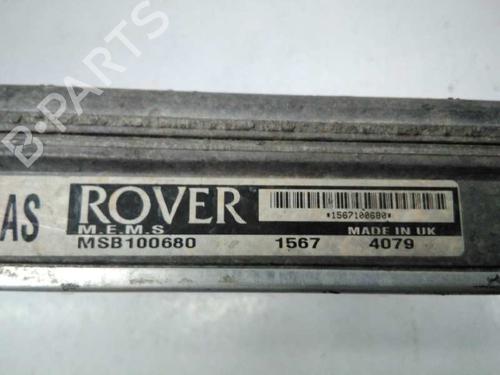 B-PARTS
AS
ROVER
M.E.M.S
MSB100680
*1567100680*
MADE IN UK
1567 4079